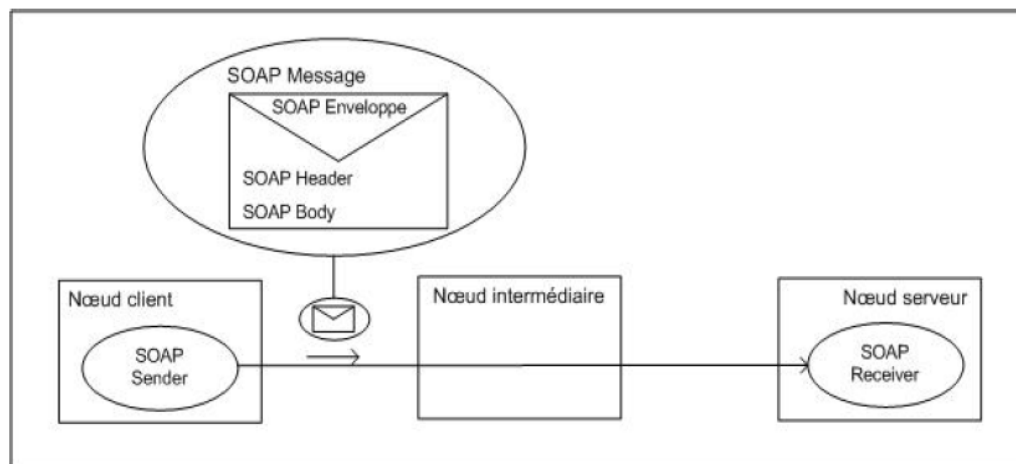 SOAP Message
SOAP Enveloppe
SOAP Header
SOAP Body
Nœud client
Nœud intermédiaire
Nœud serveur
SOAP
Sender
SOAP
Receiver